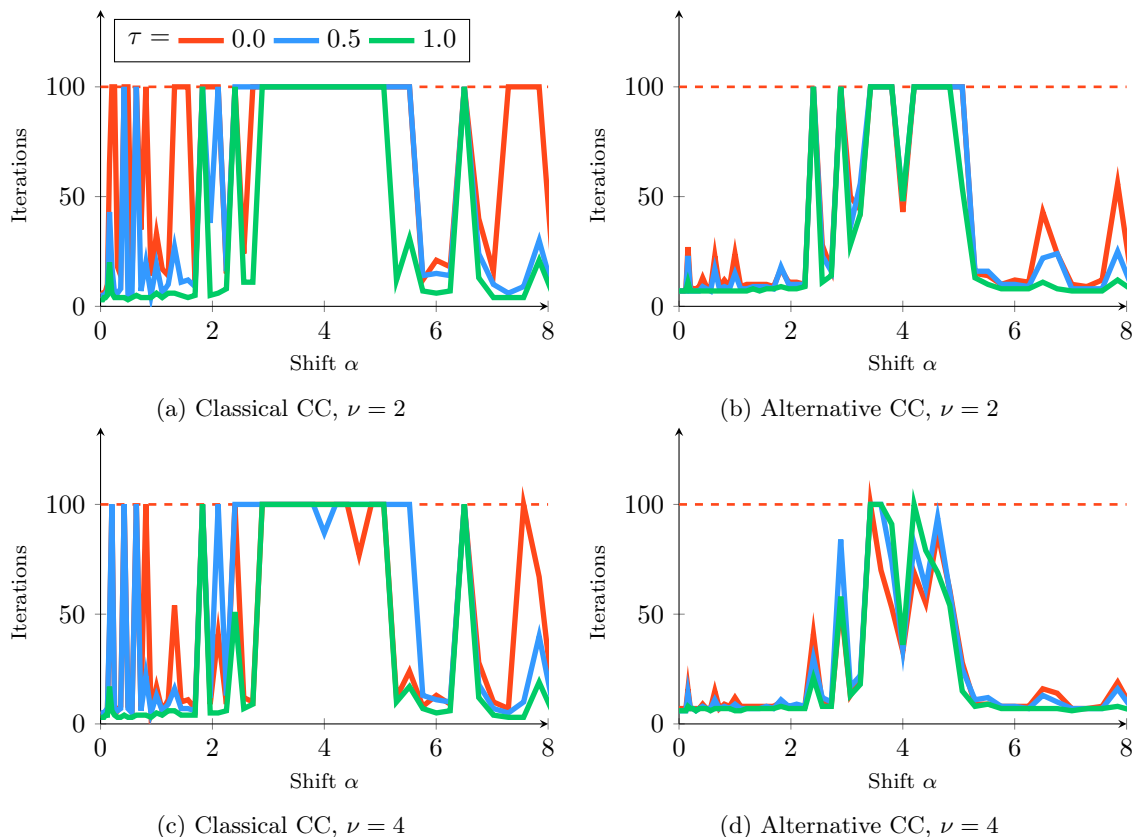 τ = 0.0 0.5 1.0
100
50
0
Iterations
0 2 4 6 8
Shift α
(a) Classical CC, ν = 2
100
50
0
Iterations
0 2 4 6 8
Shift α
(b) Alternative CC, ν = 2
100
50
0
Iterations
0 2 4 6 8
Shift α
(c) Classical CC, ν = 4
100
50
0
Iterations
0 2 4 6 8
Shift α
(d) Alternative CC, ν = 4